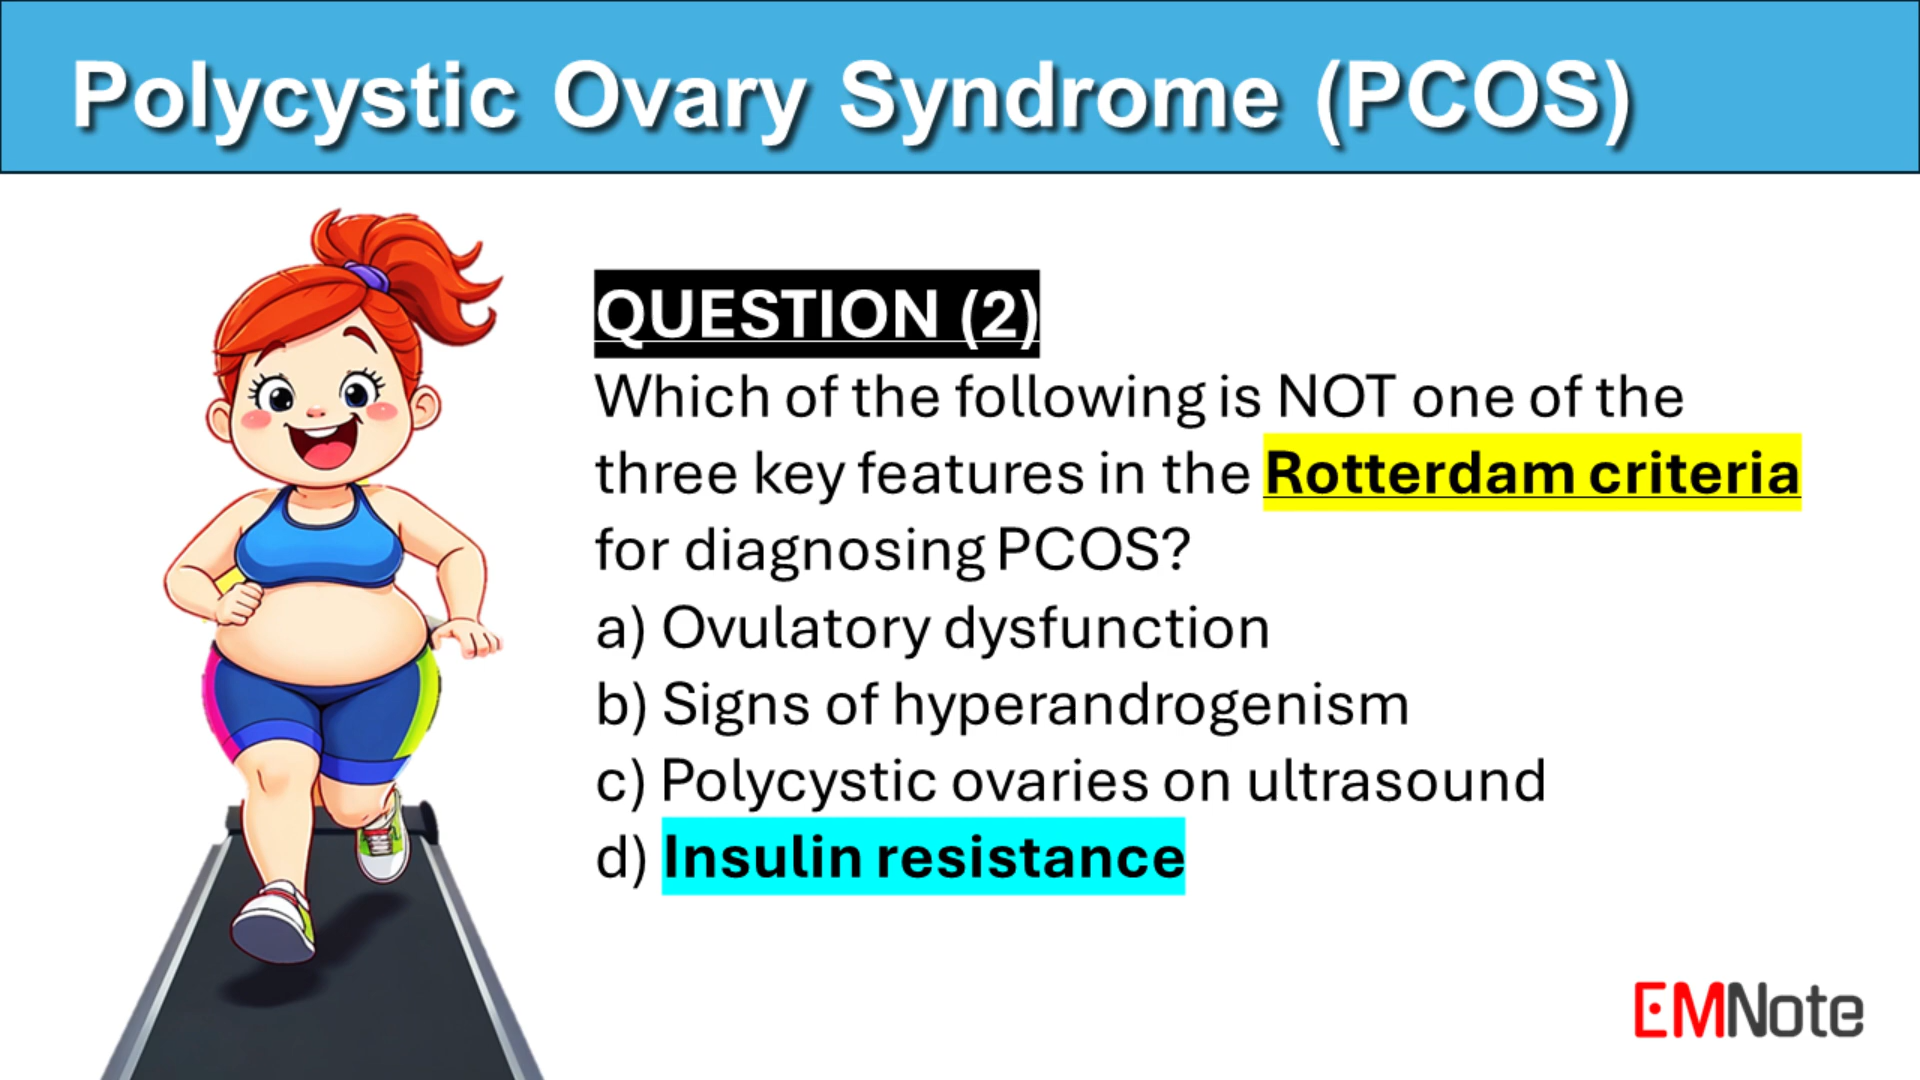 Polycystic Ovary Syndrome (PCOS)
QUESTION (2)
Which of the following is NOT one of the
three key features in the Rotterdam criteria
for diagnosing PCOS?
a) Ovulatory dysfunction
b) Signs of hyperandrogenism
c) Polycystic ovaries on ultrasound
d) Insulin resistance
EMNote